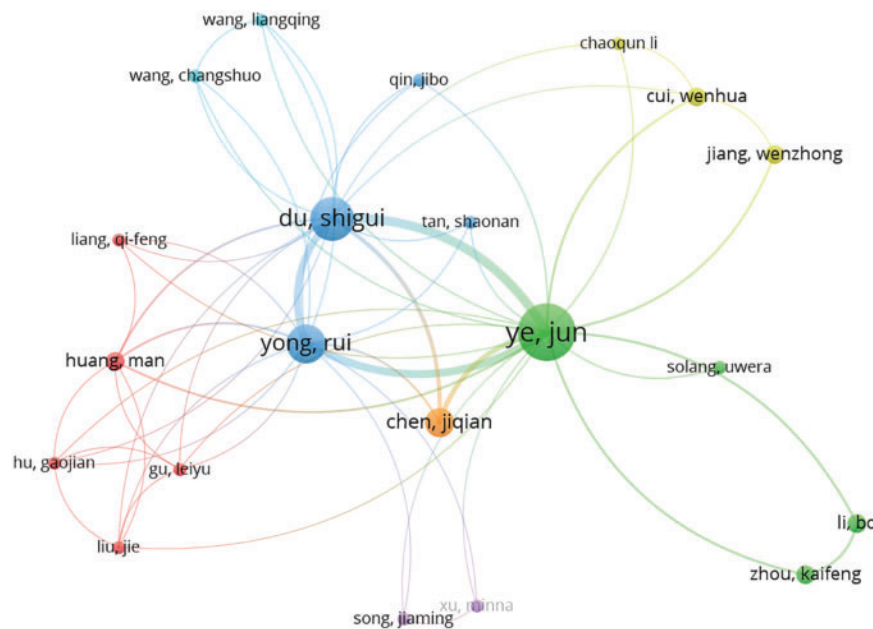 wang, liangqing
chaoqun li
wang, changshuo
qin, jibo
cui, wenhua
jiang, wenzhong
du, shigui
tan, shaonan
liang, qi-feng
ye, jun
yong, rui
huang, man
solang, uwera
chen, jiqian
hu, gaojian
gu, leiyu
li, bo
liu, jie
zhou, kaifeng
xu, minna
song, jiaming